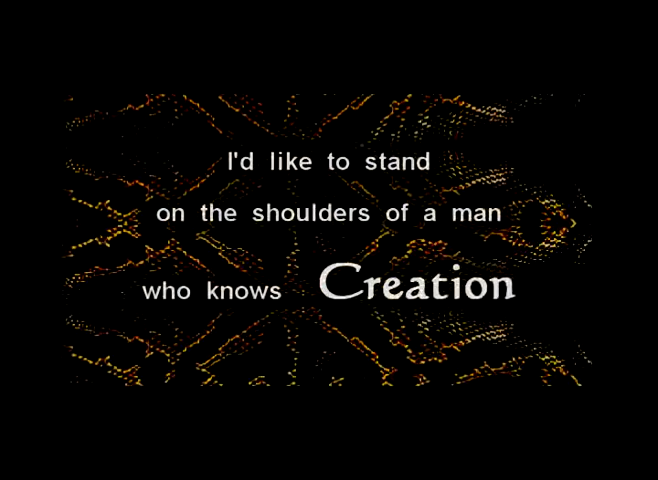 I'd like to stand
on the shoulders of a man
who knows Creation